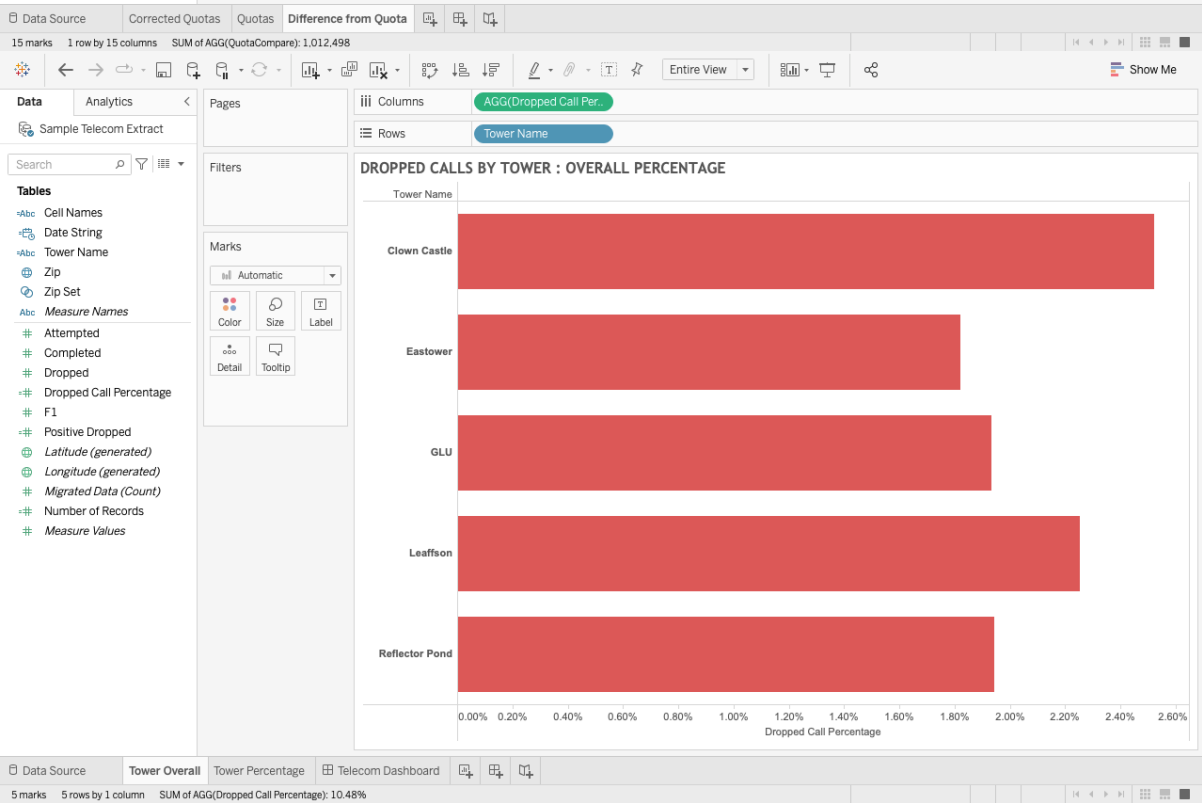 Data Source Corrected Quotas Quotas Difference from Quota
15 marks 1 row by 15 columns SUM of AGG(QuotaCompare): 1,012,498
Entire View Show Me
Data Analytics
Sample Telecom Extract
Search
Tables
Abc Cell Names
Date String
Abc Tower Name
Zip
Zip Set
Abc Measure Names
Attempted
Completed
Dropped
Dropped Call Percentage
F1
Positive Dropped
Latitude (generated)
Longitude (generated)
Migrated Data (Count)
Number of Records
Measure Values
Pages
Filters
Marks
Automatic
Color Size Label
Detail Tooltip
Columns AGG(Dropped Call Per..
Rows Tower Name
DROPPED CALLS BY TOWER : OVERALL PERCENTAGE
Tower Name
Clown Castle
Eastower
GLU
Leaffson
Reflector Pond
0.00% 0.20% 0.40% 0.60% 0.80% 1.00% 1.20% 1.40% 1.60% 1.80% 2.00% 2.20% 2.40% 2.60%
Dropped Call Percentage
Data Source Tower Overall Tower Percentage Telecom Dashboard
5 marks 5 rows by 1 column SUM of AGG(Dropped Call Percentage): 10.48%